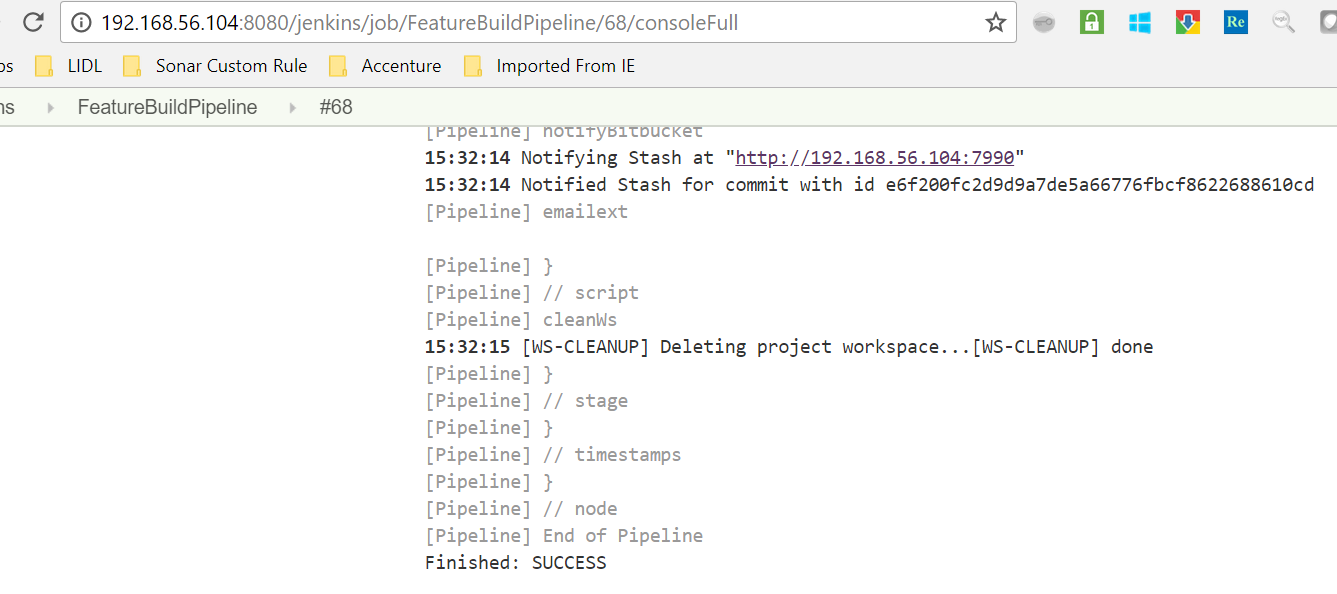 192.168.56.104:8080/jenkins/job/FeatureBuildPipeline/68/consoleFull
Re
os LIDL Sonar Custom Rule Accenture Imported From IE
ns FeatureBuildPipeline #68
[Pipeline] notifyBitbucket
15:32:14 Notifying Stash at "http://192.168.56.104:7990"
15:32:14 Notified Stash for commit with id e6f200fc2d9d9a7de5a66776fbcf8622688610cd
[Pipeline] emailext
[Pipeline] }
[Pipeline] // script
[Pipeline] cleanWs
15:32:15 [WS-CLEANUP] Deleting project workspace...[WS-CLEANUP] done
[Pipeline] }
[Pipeline] // stage
[Pipeline] }
[Pipeline] // timestamps
[Pipeline] }
[Pipeline] // node
[Pipeline] End of Pipeline
Finished: SUCCESS